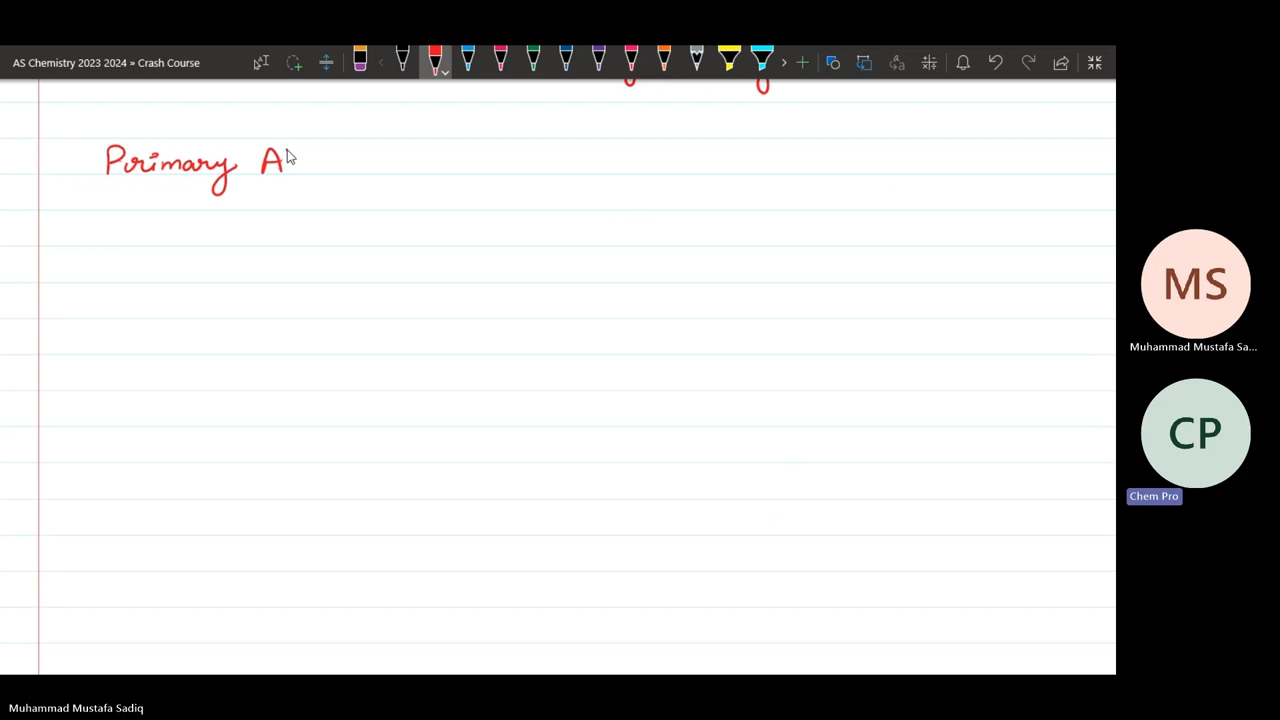 AS Chemistry 2023 2024 » Crash Course
Primary A
MS
Muhammad Mustafa Sa...
CP
Chem Pro
Muhammad Mustafa Sadiq